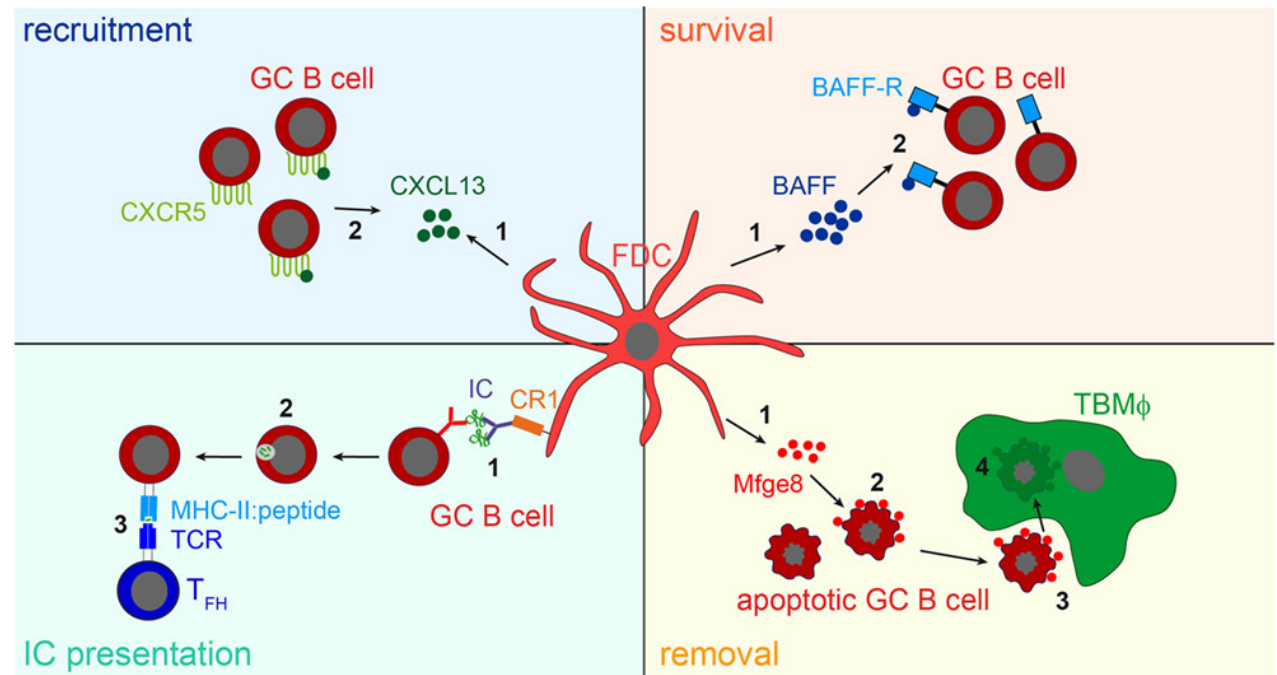 recruitment
GC B cell
CXCR5
CXCL13
2
1
survival
BAFF-R
GC B cell
2
BAFF
1
FDC
IC
CR1
2
1
GC B cell
3
MHC-II:peptide
TCR
TFH
IC presentation
1
Mfge8
2
TBMϕ
4
3
apoptotic GC B cell
removal